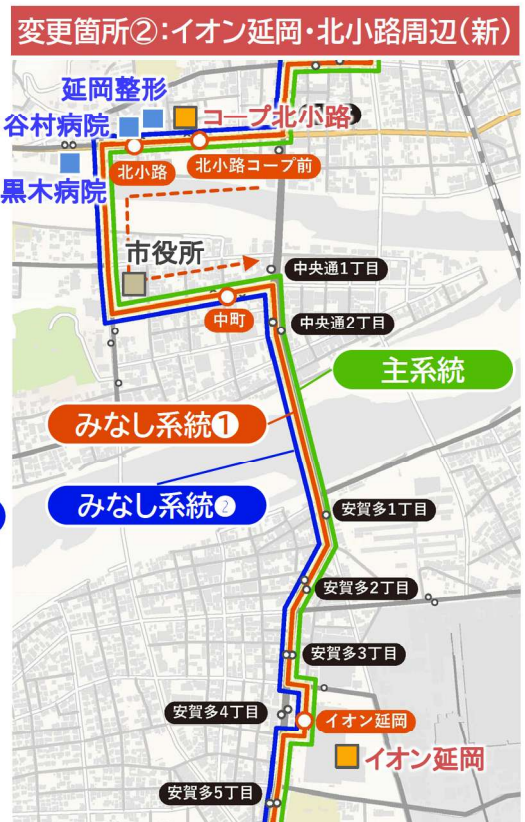 変更箇所②:イオン延岡・北小路周辺(新)
延岡整形
コープ北小路
谷村病院
北小路
北小路コープ前
黒木病院
市役所
中央通1丁目
中町
中央通2丁目
主系統
みなし系統❶
みなし系統❷
安賀多1丁目
安賀多2丁目
安賀多3丁目
安賀多4丁目
イオン延岡
イオン延岡
安賀多5丁目